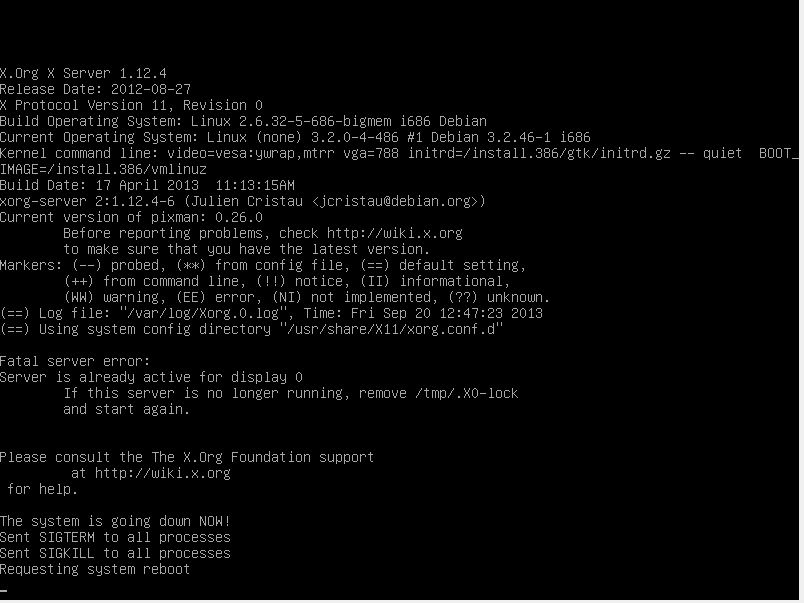 X.Org X Server 1.12.4
Release Date: 2012-08-27
X Protocol Version 11, Revision 0
Build Operating System: Linux 2.6.32-5-686-bigmem i686 Debian
Current Operating System: Linux (none) 3.2.0-4-486 #1 Debian 3.2.46-1 i686
Kernel command line: video=vesa:ywrap,mtrr vga=788 initrd=/install.386/gtk/initrd.gz -- quiet  BOOT_
IMAGE=/install.386/vmlinuz
Build Date: 17 April 2013  11:13:15AM
xorg-server 2:1.12.4-6 (Julien Cristau <jcristau@debian.org>)
Current version of pixman: 0.26.0
        Before reporting problems, check http://wiki.x.org
        to make sure that you have the latest version.
Markers: (--) probed, (**) from config file, (==) default setting,
        (++) from command line, (!!) notice, (II) informational,
        (WW) warning, (EE) error, (NI) not implemented, (??) unknown.
(==) Log file: "/var/log/Xorg.0.log", Time: Fri Sep 20 12:47:23 2013
(==) Using system config directory "/usr/share/X11/xorg.conf.d"
Fatal server error:
Server is already active for display 0
        If this server is no longer running, remove /tmp/.X0-lock
        and start again.
Please consult the The X.Org Foundation support
         at http://wiki.x.org
 for help.
The system is going down NOW!
Sent SIGTERM to all processes
Sent SIGKILL to all processes
Requesting system reboot